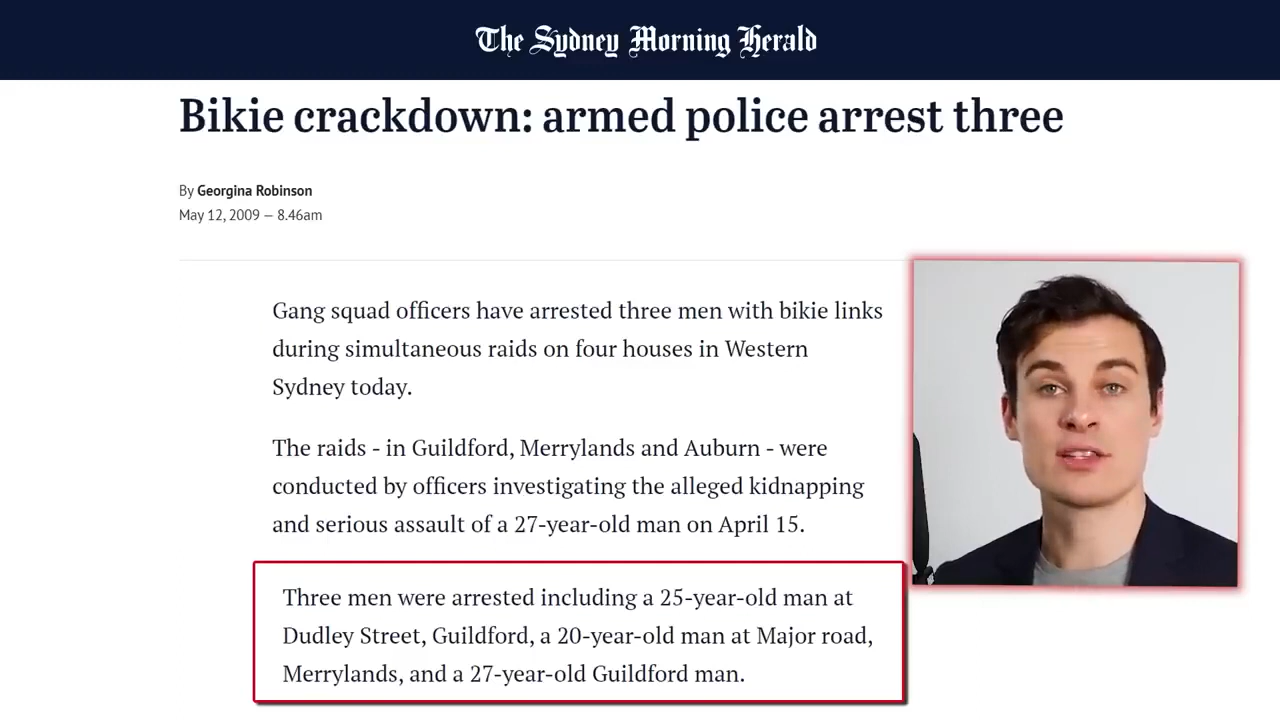 The Sydney Morning Herald
Bikie crackdown: armed police arrest three
By Georgina Robinson
May 12, 2009 — 8.46am
Gang squad officers have arrested three men with bikie links
during simultaneous raids on four houses in Western
Sydney today.
The raids - in Guildford, Merrylands and Auburn - were
conducted by officers investigating the alleged kidnapping
and serious assault of a 27-year-old man on April 15.
Three men were arrested including a 25-year-old man at
Dudley Street, Guildford, a 20-year-old man at Major road,
Merrylands, and a 27-year-old Guildford man.